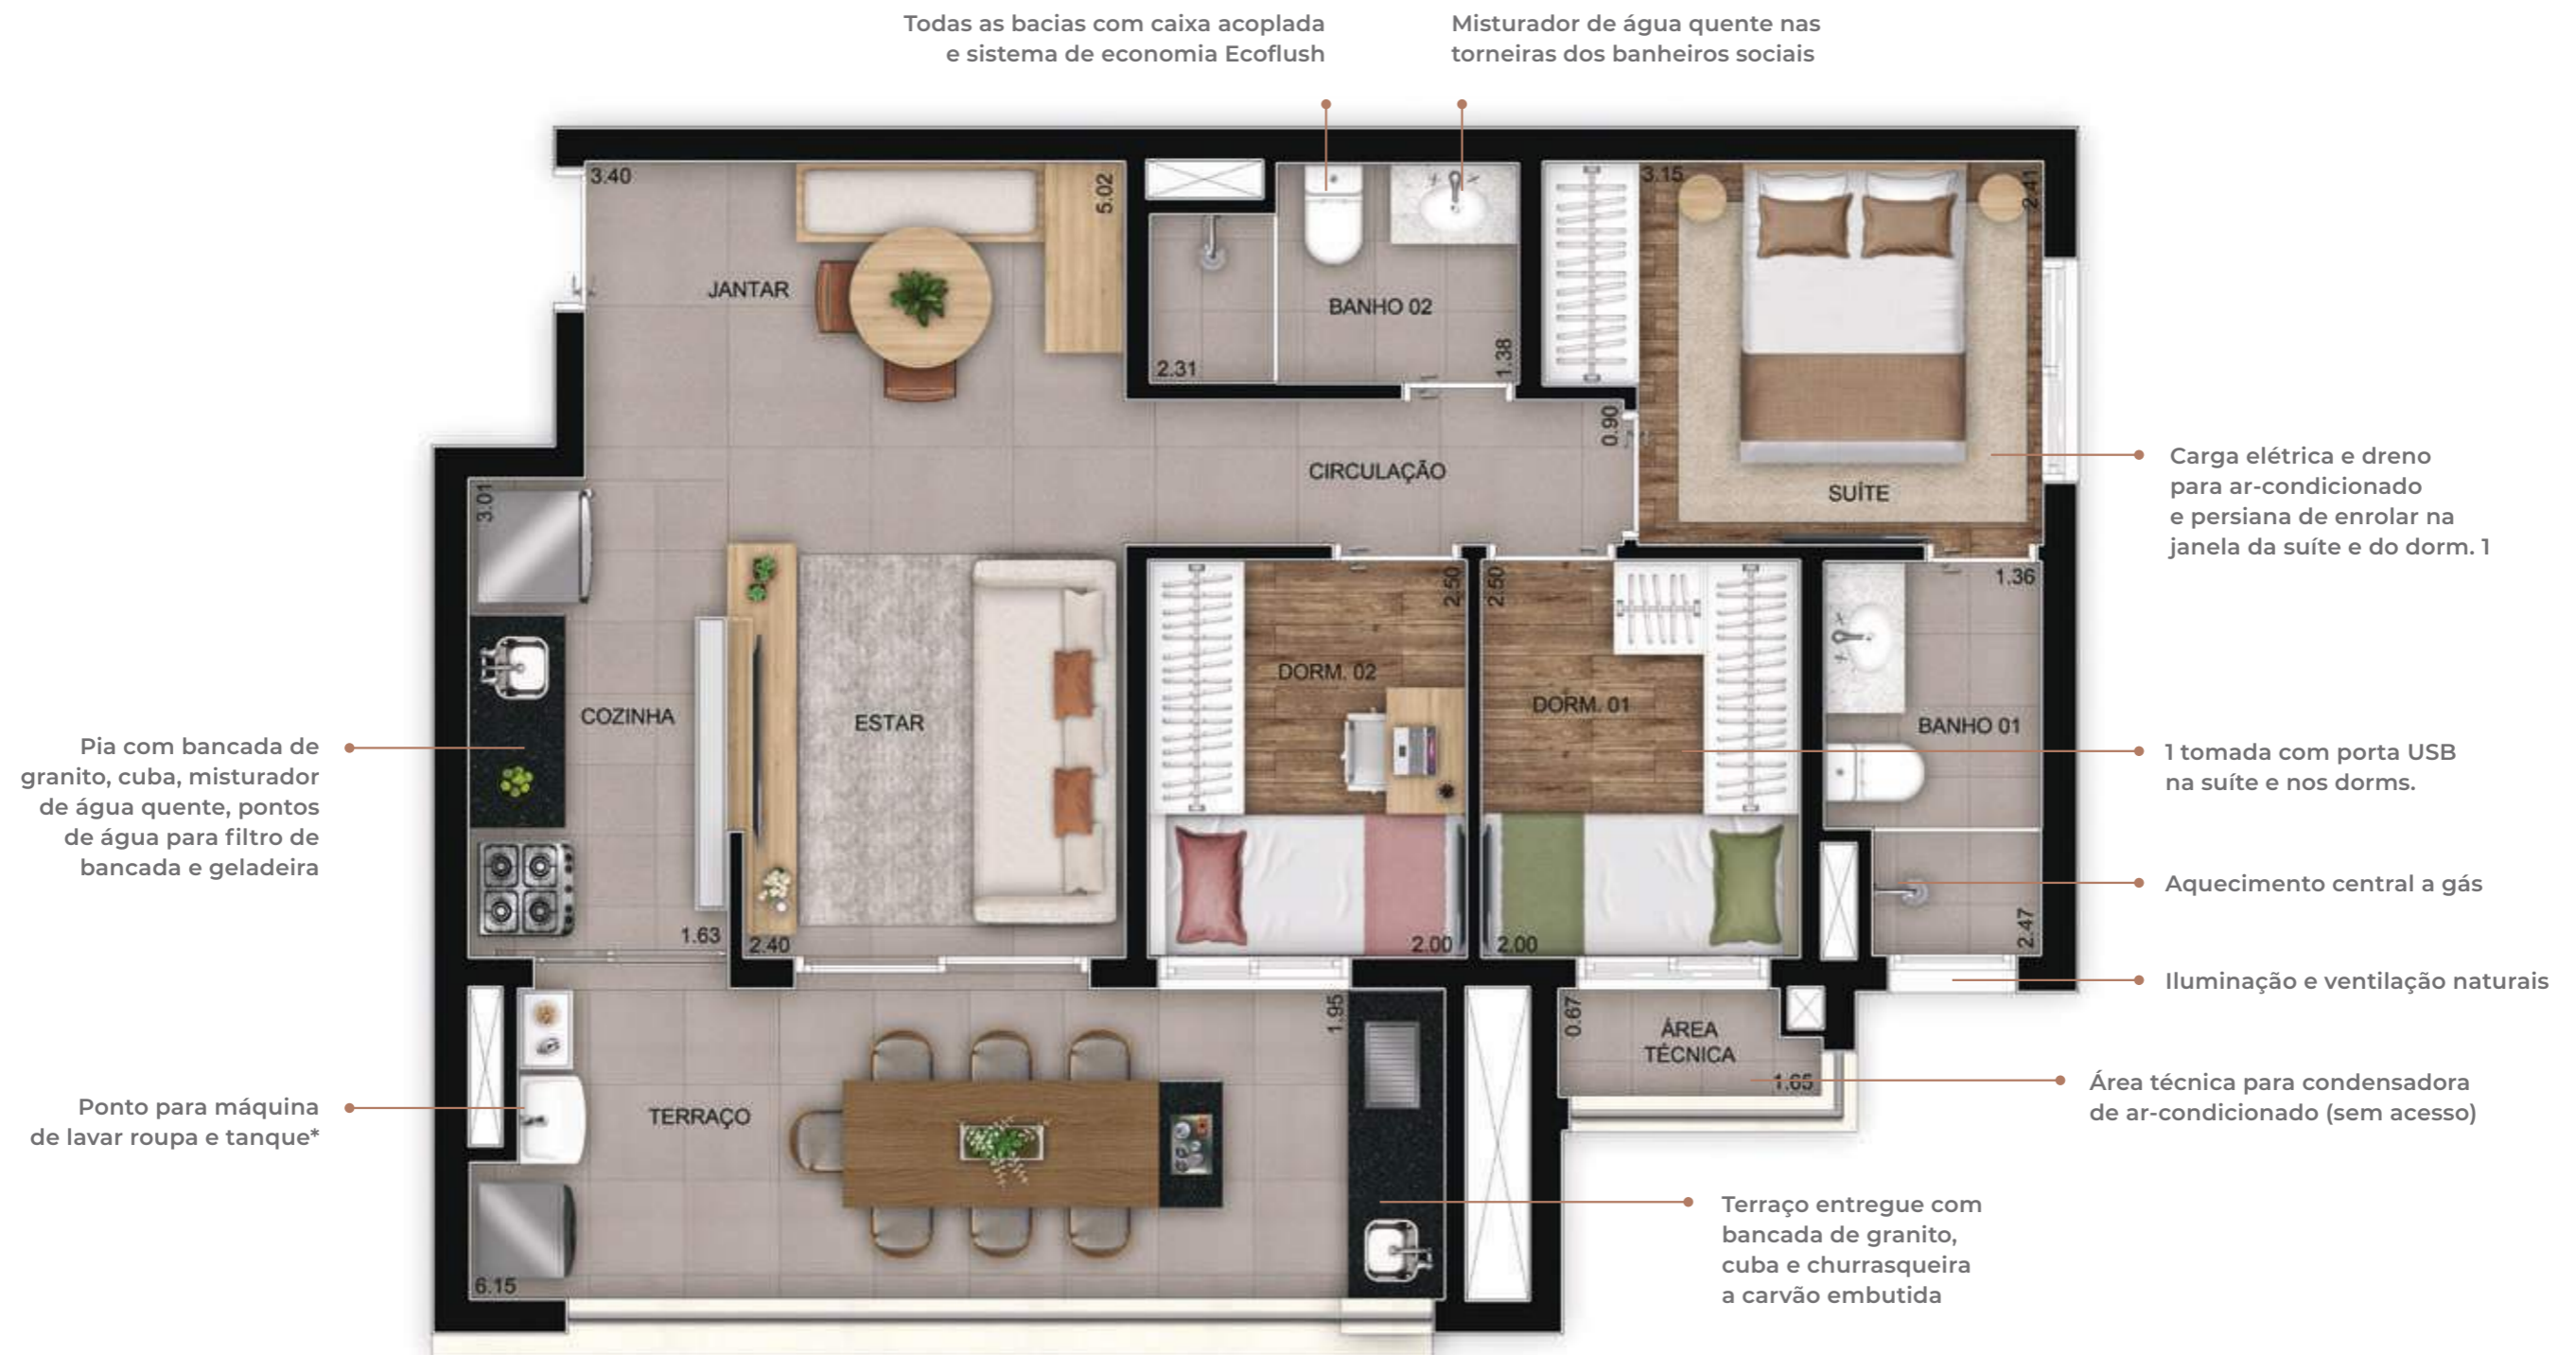 Todas as bacias com caixa acoplada
e sistema de economia Ecoflush
Misturador de água quente nas
torneiras dos banheiros sociais
3.40
5.02
JANTAR
BANHO 02
2.31
1.38
3.15
2.41
SUÍTE
0.90
CIRCULAÇÃO
Carga elétrica e dreno
para ar-condicionado
e persiana de enrolar na
janela da suíte e do dorm. 1
3.01
COZINHA
1.63
ESTAR
2.40
2.50
DORM. 02
2.00
2.50
DORM. 01
2.00
1.36
BANHO 01
2.47
Pia com bancada de
granito, cuba, misturador
de água quente, pontos
de água para filtro de
bancada e geladeira
1 tomada com porta USB
na suíte e nos dorms.
Aquecimento central a gás
Iluminação e ventilação naturais
1.95
TERRAÇO
6.15
0.67
ÁREA
TÉCNICA
1.65
Ponto para máquina
de lavar roupa e tanque*
Área técnica para condensadora
de ar-condicionado (sem acesso)
Terraço entregue com
bancada de granito,
cuba e churrasqueira
a carvão embutida